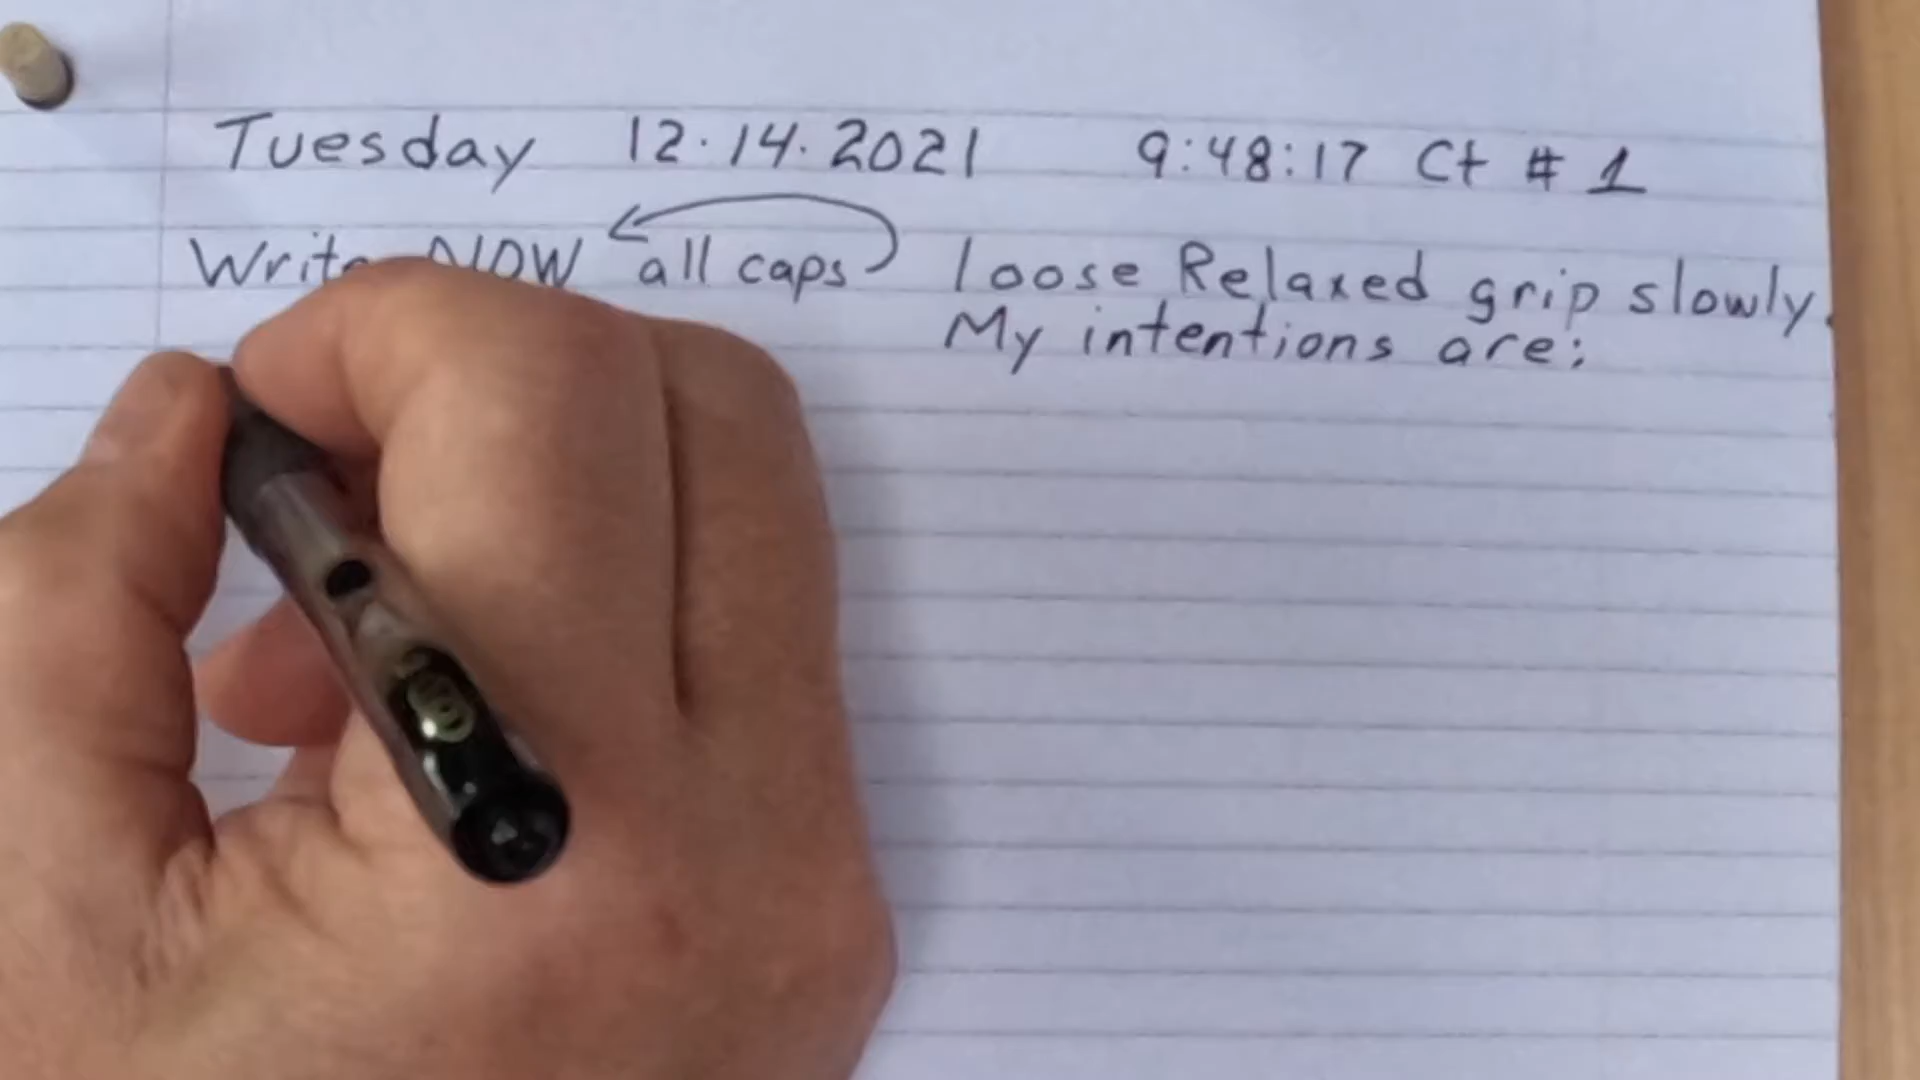 Tuesday 12.14.2021 9:48:17 Ct # 1
Write NOW all caps loose Relaxed grip slowly.
My intentions are: